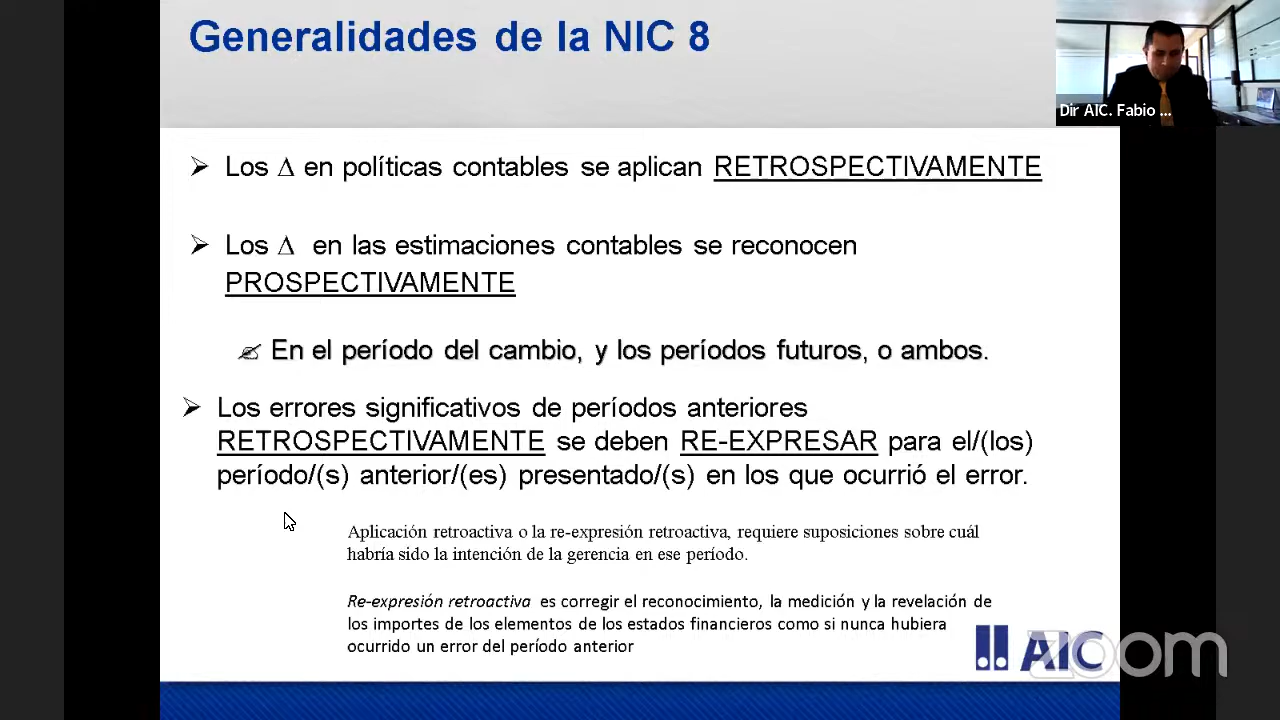 Generalidades de la NIC 8
Dir AIC. Fabio ...
➢ Los Δ en políticas contables se aplican RETROSPECTIVAMENTE
➢ Los Δ en las estimaciones contables se reconocen
PROSPECTIVAMENTE
En el período del cambio, y los períodos futuros, o ambos.
➢ Los errores significativos de períodos anteriores
RETROSPECTIVAMENTE se deben RE-EXPRESAR para el/(los)
período/(s) anterior/(es) presentado/(s) en los que ocurrió el error.
Aplicación retroactiva o la re-expresión retroactiva, requiere suposiciones sobre cuál
habría sido la intención de la gerencia en ese período.
Re-expresión retroactiva es corregir el reconocimiento, la medición y la revelación de
los importes de los elementos de los estados financieros como si nunca hubiera
ocurrido un error del período anterior
AIC
zoom